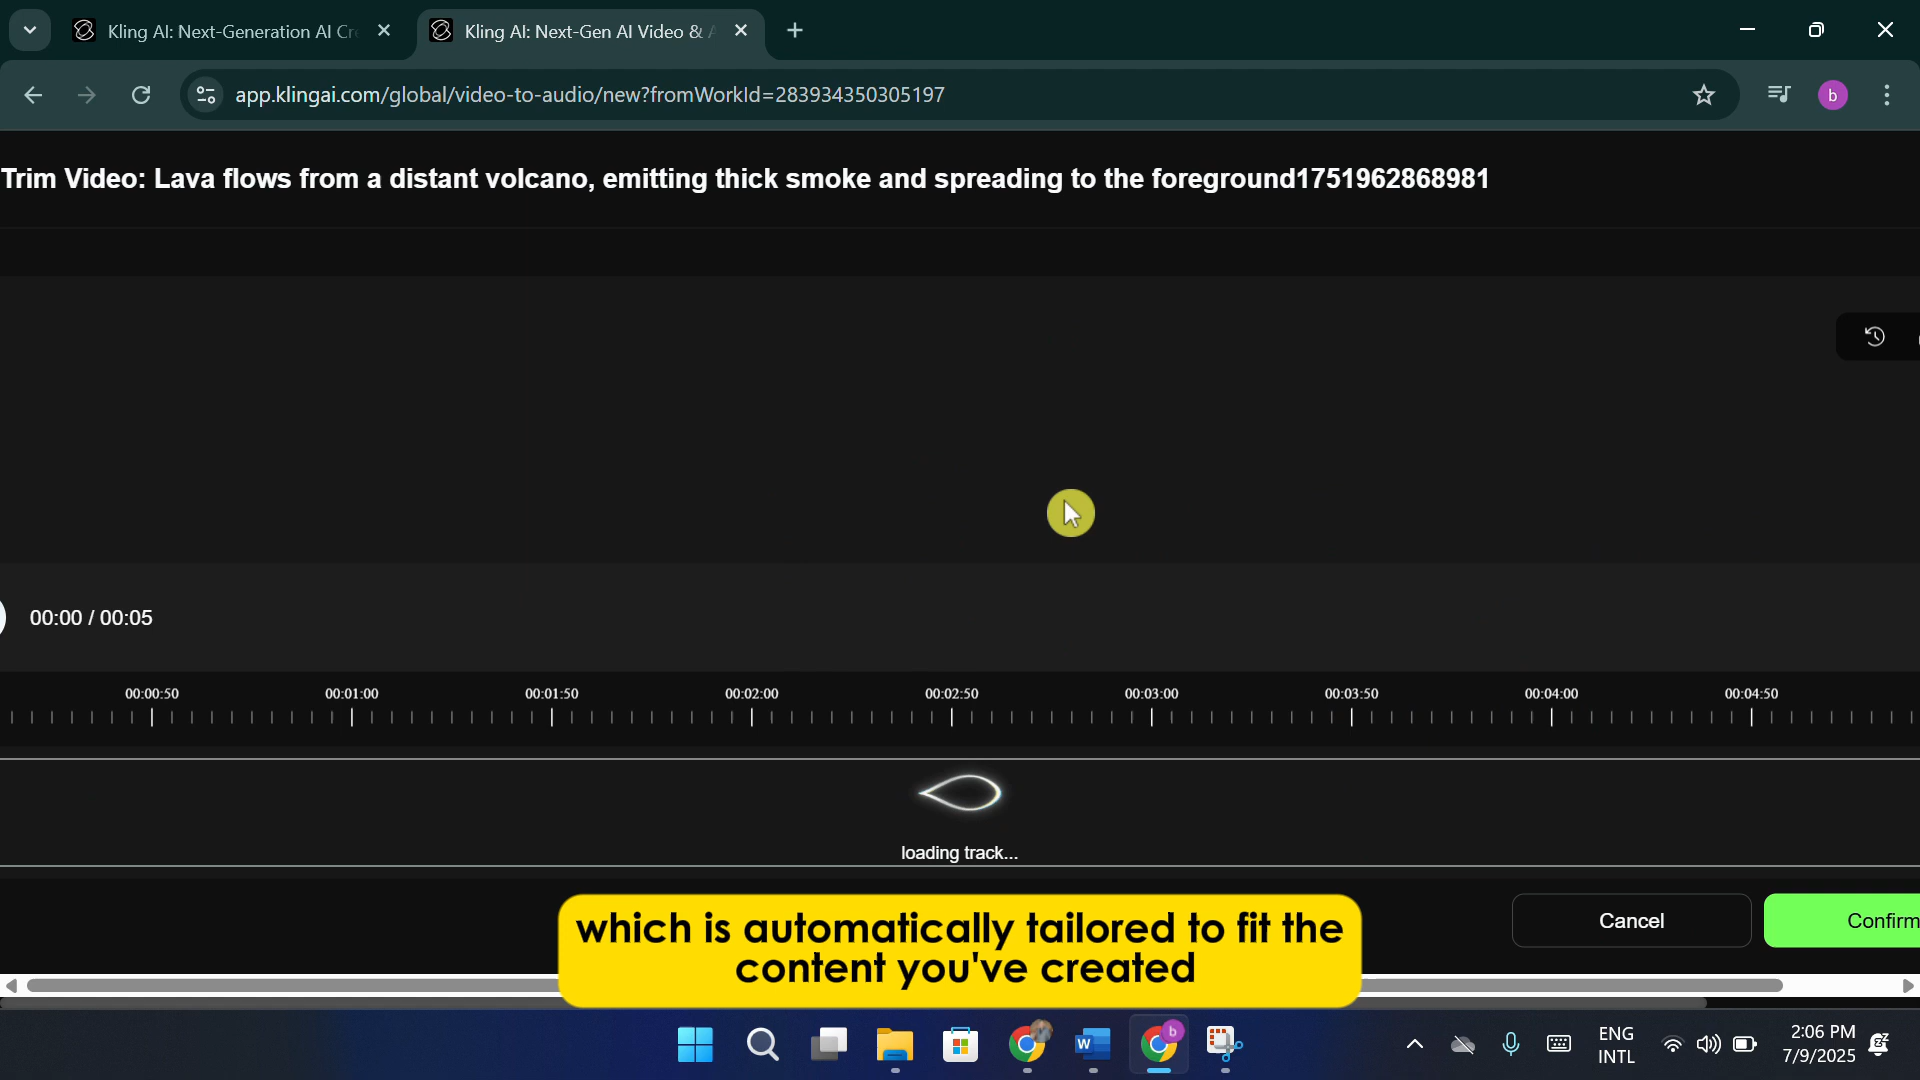 Kling AI: Next-Generation AI Cr
Kling AI: Next-Gen AI Video & A
app.klingai.com/global/video-to-audio/new?fromWorkId=283934350305197
b
Trim Video: Lava flows from a distant volcano, emitting thick smoke and spreading to the foreground1751962868981
00:00 / 00:05
00:00:50 00:01:00 00:01:50 00:02:00 00:02:50 00:03:00 00:03:50 00:04:00 00:04:50
loading track...
Cancel
Confirm
which is automatically tailored to fit the
content you've created
W
b
ENG
INTL
2:06 PM
7/9/2025